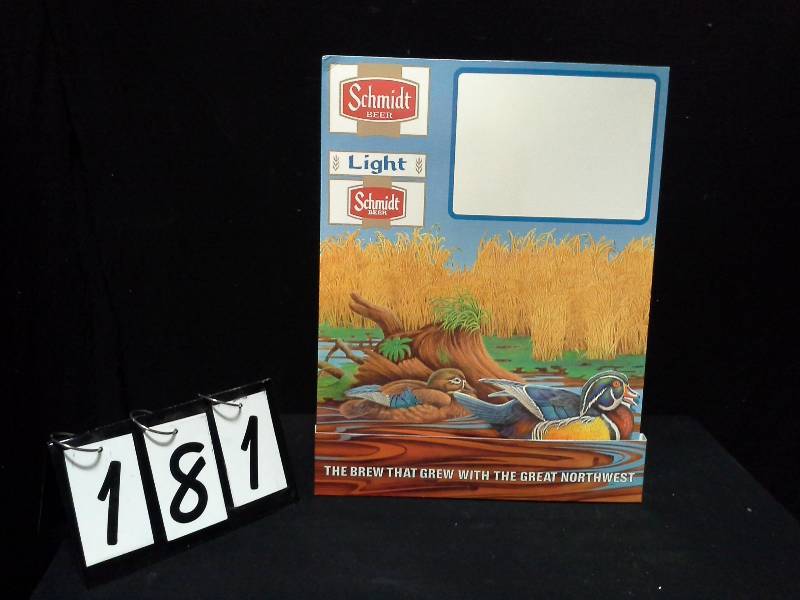 Schmidt
BEER
Light
Schmidt
BEER
THE BREW THAT GREW WITH THE GREAT NORTHWEST
181